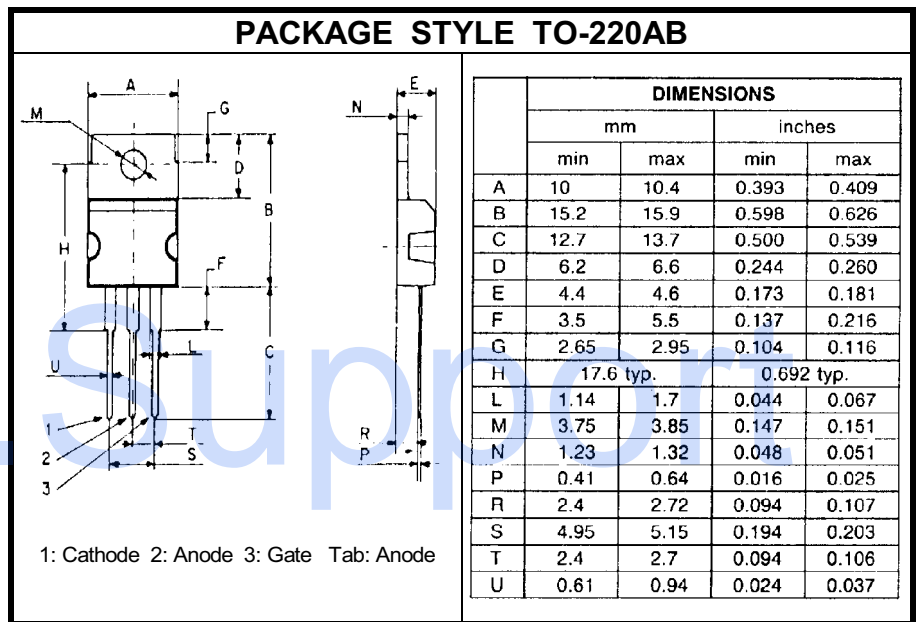 PACKAGE STYLE TO-220AB
A
E
M
G
N
D
B
H
F
L
C
U
1
2
3
T
S
R
P
1: Cathode 2: Anode 3: Gate Tab: Anode
DIMENSIONS
mm inches
min max min max
A 10 10.4 0.393 0.409
B 15.2 15.9 0.598 0.626
C 12.7 13.7 0.500 0.539
D 6.2 6.6 0.244 0.260
E 4.4 4.6 0.173 0.181
F 3.5 5.5 0.137 0.216
G 2.65 2.95 0.104 0.116
H 17.6 typ. 0.692 typ.
L 1.14 1.7 0.044 0.067
M 3.75 3.85 0.147 0.151
N 1.23 1.32 0.048 0.051
P 0.41 0.64 0.016 0.025
R 2.4 2.72 0.094 0.107
S 4.95 5.15 0.194 0.203
T 2.4 2.7 0.094 0.106
U 0.61 0.94 0.024 0.037
.Support